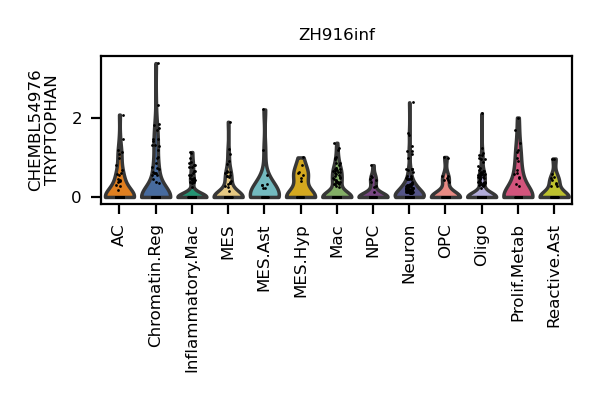 ZH916inf
CHEMBL54976
TRYPTOPHAN
2
0
AC
Chromatin.Reg
Inflammatory.Mac
MES
MES.Ast
MES.Hyp
Mac
NPC
Neuron
OPC
Oligo
Prolif.Metab
Reactive.Ast